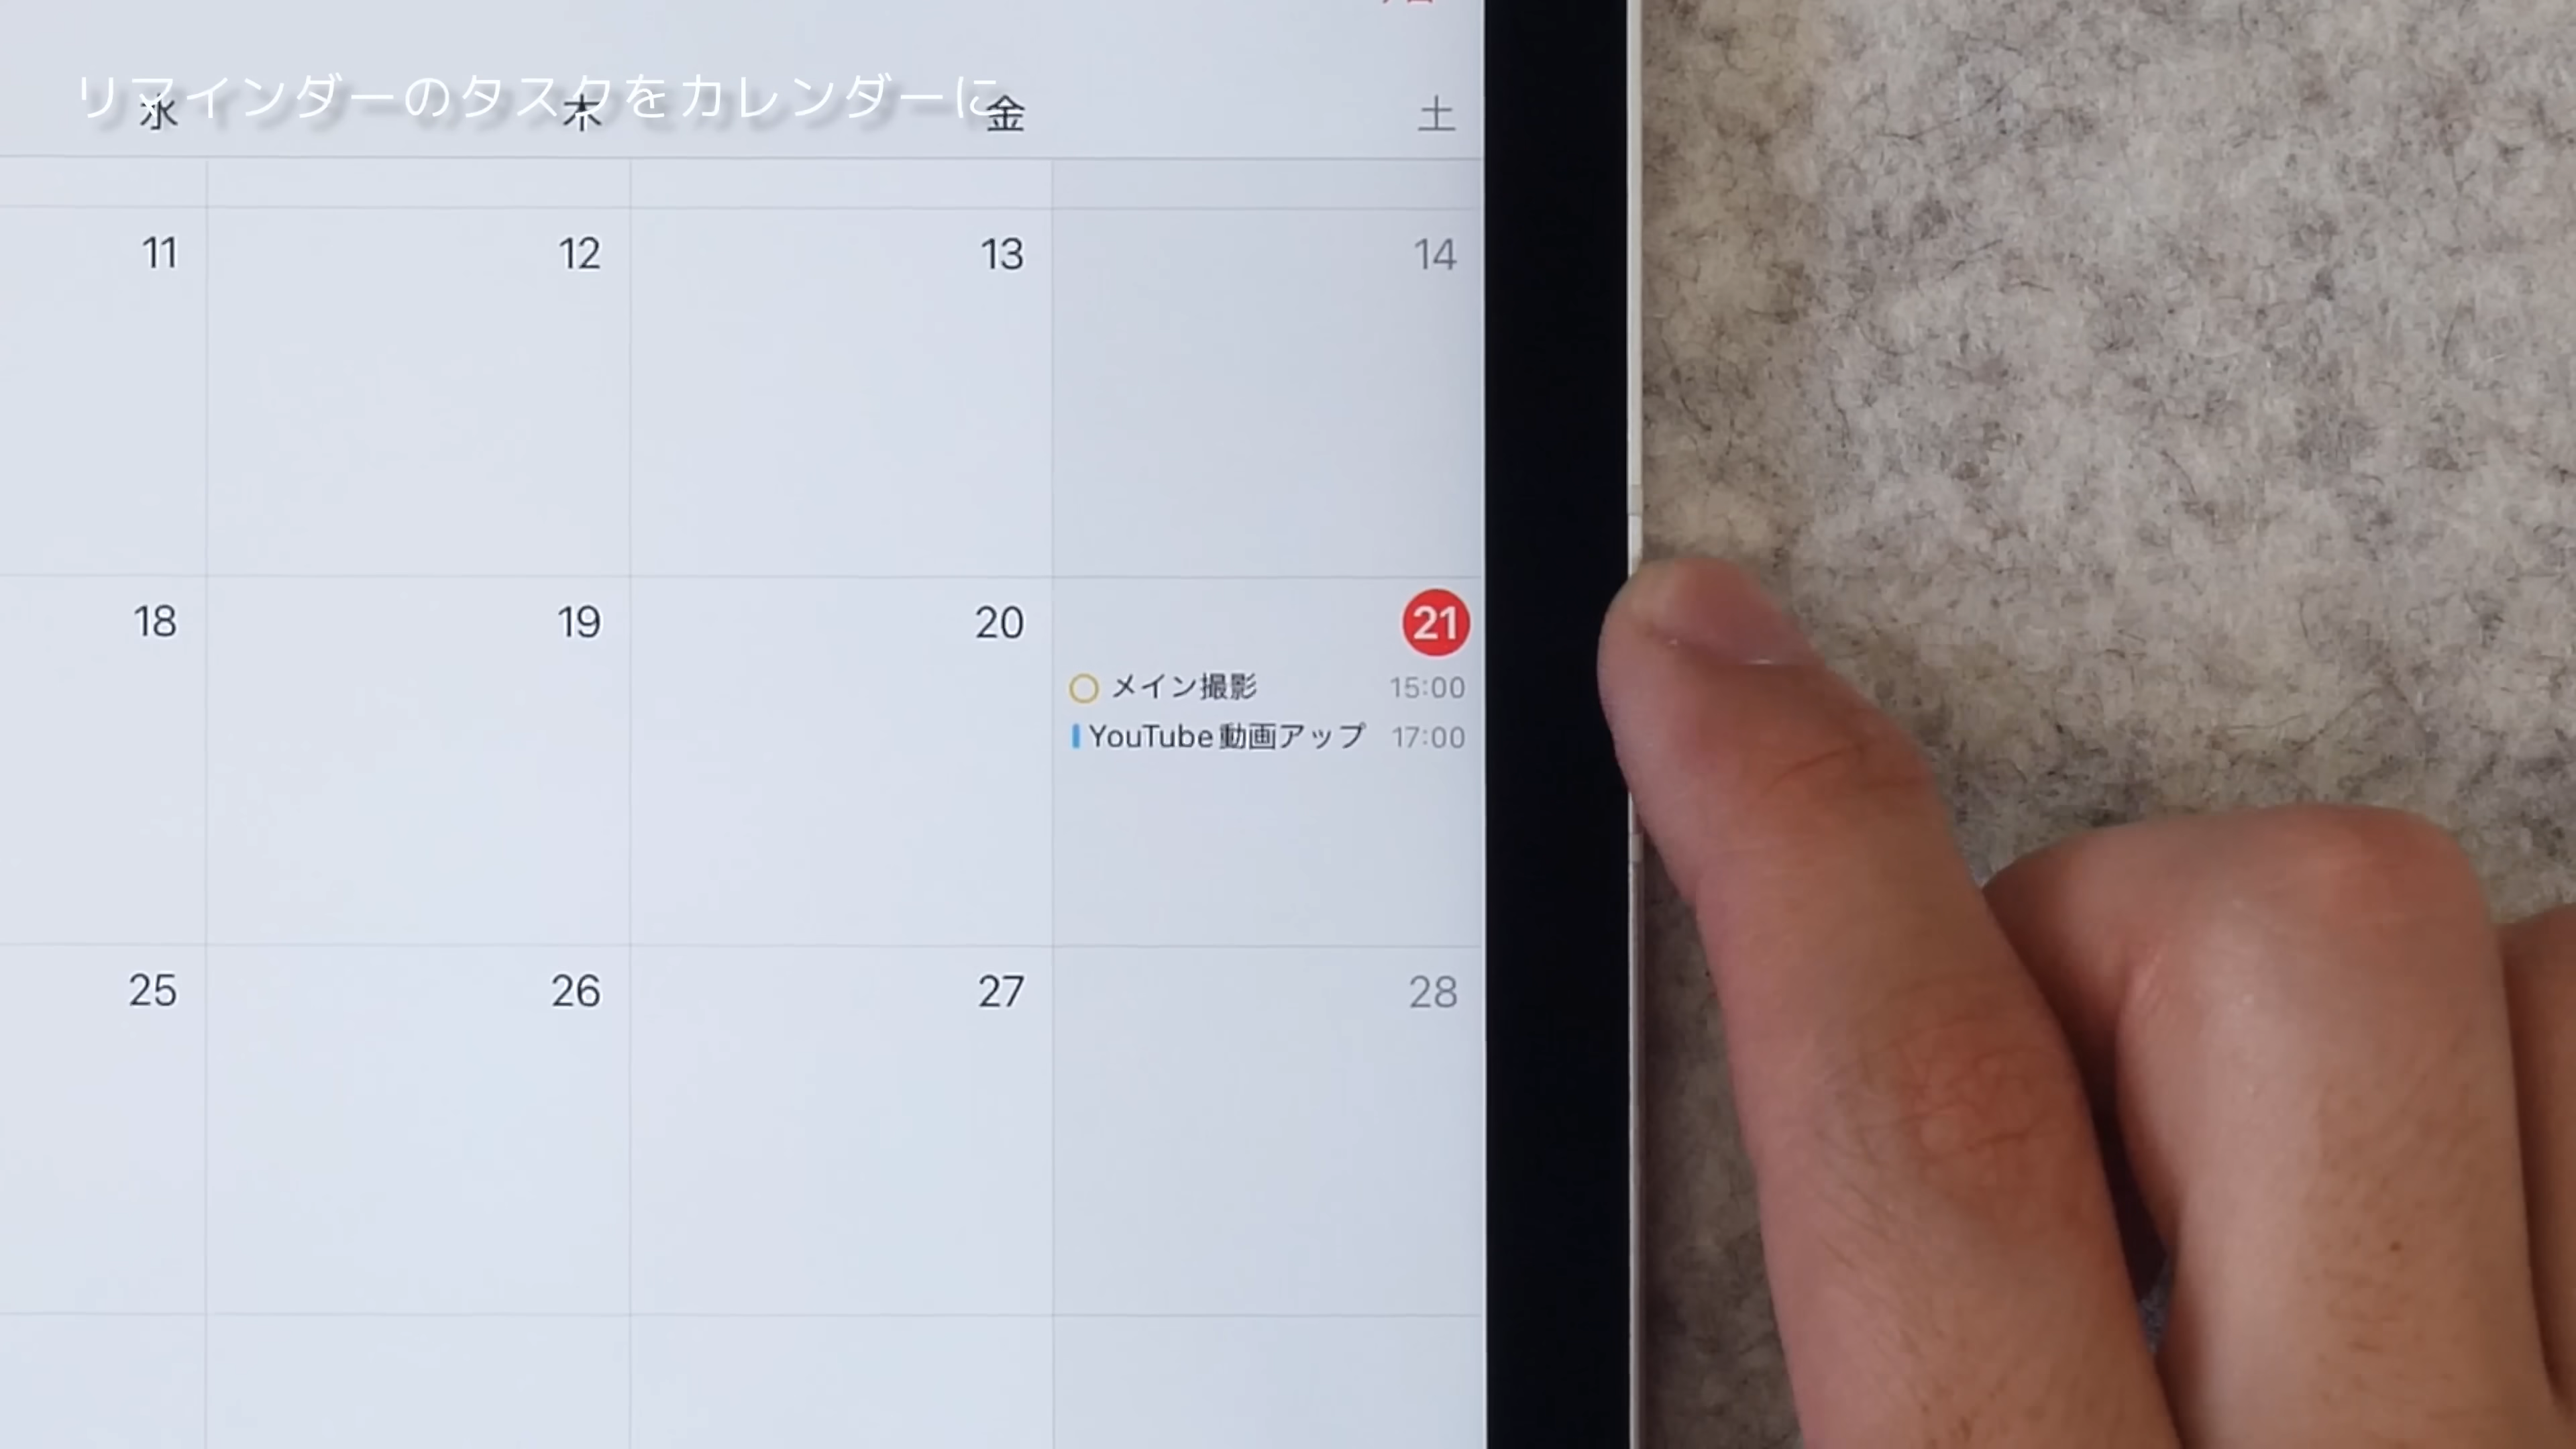 リマインダーのタスクをカレンダーに
水 木 金 土
11 12 13 14
18 19 20 21
メイン撮影 15:00
YouTube動画アップ 17:00
25 26 27 28